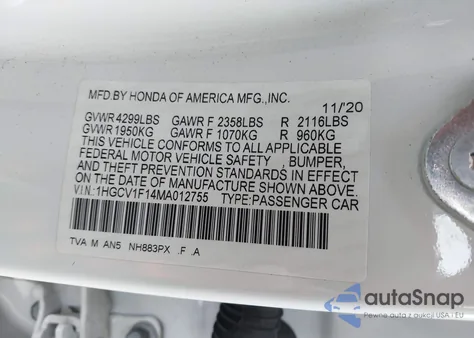 MFD.BY HONDA OF AMERICA MFG.,INC. 11/'20
GVWR 4299LBS GAWR F 2358LBS R 2116LBS
GVWR 1950KG GAWR F 1070KG R 960KG
THIS VEHICLE CONFORMS TO ALL APPLICABLE
FEDERAL MOTOR VEHICLE SAFETY , BUMPER,
AND THEFT PREVENTION STANDARDS IN EFFECT
ON THE DATE OF MANUFACTURE SHOWN ABOVE.
V.I.N.: 1HGCV1F14MA012755 TYPE:PASSENGER CAR
TVA M AN5 NH883PX .F .A
autoSnap
Pewne auta z aukcji USA i EU